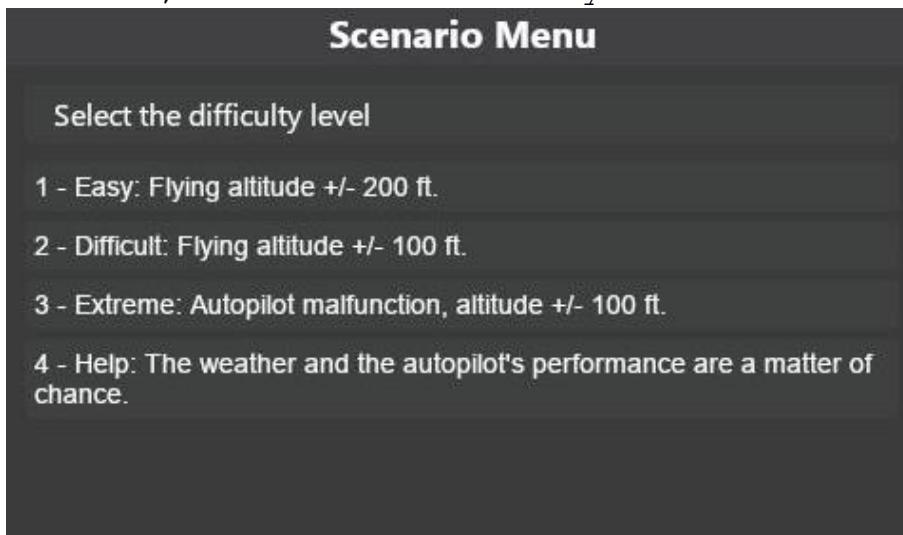 Scenario Menu
Select the difficulty level
1 - Easy: Flying altitude +/- 200 ft.
2 - Difficult: Flying altitude +/- 100 ft.
3 - Extreme: Autopilot malfunction, altitude +/- 100 ft.
4 - Help: The weather and the autopilot's performance are a matter of
chance.